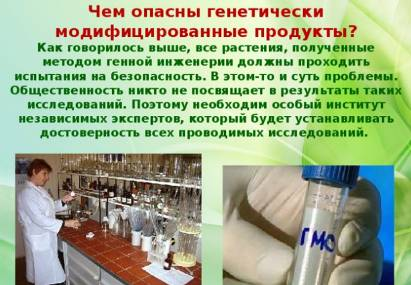 Чем опасны генетически
модифицированные продукты?
Как говорилось выше, все растения, полученные
методом генной инженерии должны проходить
испытания на безопасность. В этом-то и суть проблемы.
Общественность никто не посвящает в результаты таких
исследований. Поэтому необходим особый институт
независимых экспертов, который будет устанавливать
достоверность всех проводимых исследований.
ГМО